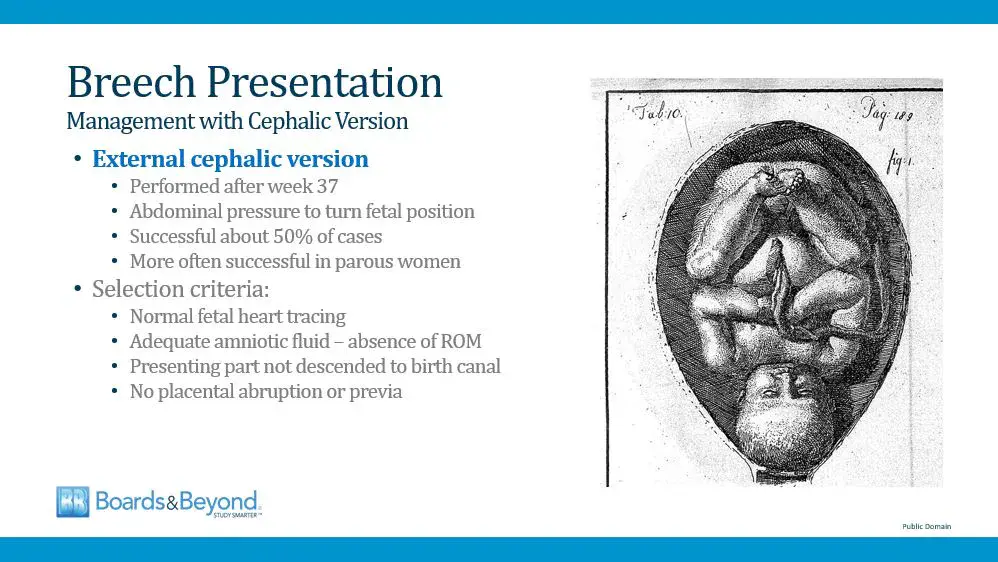 Breech Presentation
Management with Cephalic Version
• External cephalic version
• Performed after week 37
• Abdominal pressure to turn fetal position
• Successful about 50% of cases
• More often successful in parous women
• Selection criteria:
• Normal fetal heart tracing
• Adequate amniotic fluid – absence of ROM
• Presenting part not descended to birth canal
• No placental abruption or previa
Tab: 10.
Pag: 189
fig: 1.
BB Boards&Beyond.
STUDY SMARTER™
Public Domain